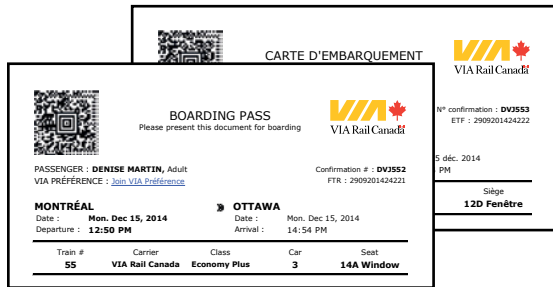 CARTE D'EMBARQUEMENT
VIA Rail Canada
N° confirmation : DVJ553
ETF : 2909201424222
5 déc. 2014
PM
Siège
12D Fenêtre
BOARDING PASS
Please present this document for boarding
VIA Rail Canada
PASSENGER : DENISE MARTIN, Adult
Confirmation # : DVJ552
VIA PRÉFÉRENCE : Join VIA Préférence
FTR : 2909201424221
MONTRÉAL » OTTAWA
Date : Mon. Dec 15, 2014 Date : Mon. Dec 15, 2014
Departure : 12:50 PM Arrival : 14:54 PM
Train # Carrier Class Car Seat
55 VIA Rail Canada Economy Plus 3 14A Window